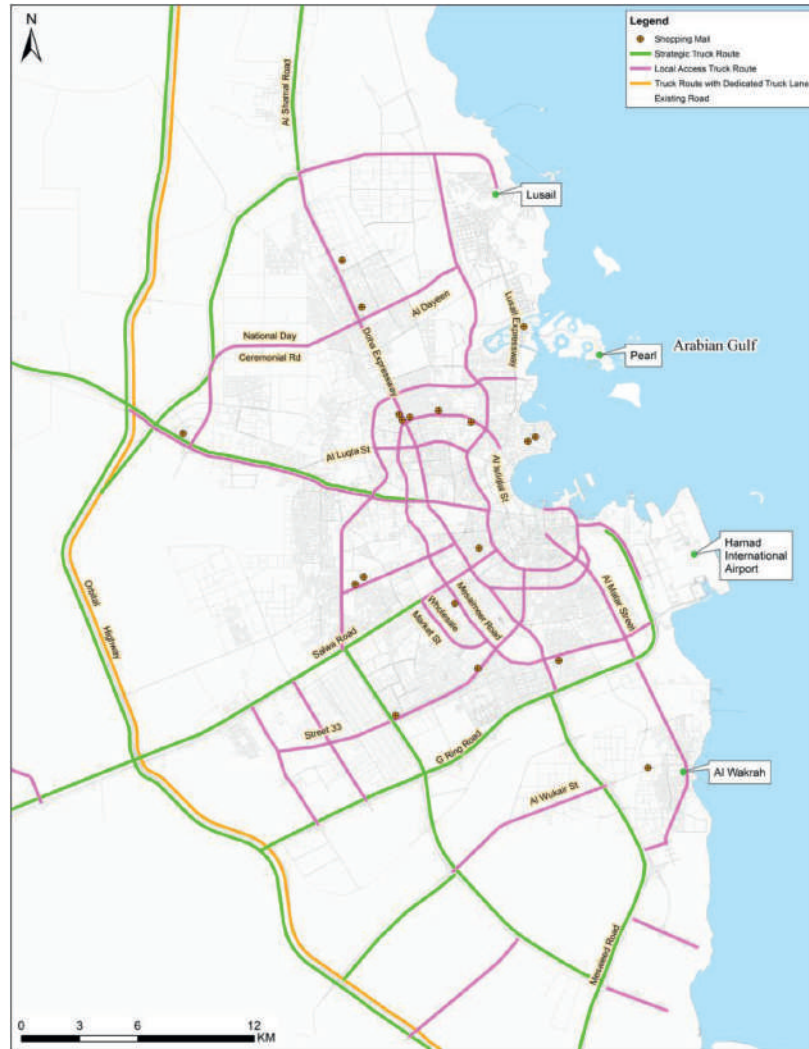 N
Legend
Shopping Mall
Strategic Truck Route
Local Access Truck Route
Truck Route with Dedicated Truck Lane
Existing Road
Al Shamal Road
Lusail
Al Dayeen
Lusail Expressway
National Day
Ceremonial Rd
Doha Expressway
Pearl
Arabian Gulf
Al Luqta St
Al Istiqlal St
Hamad
International
Airport
Orbital
Highway
Mesaimeer Road
Al Matar Street
Wholesale
Market St
Salwa Road
Street 33
G Ring Road
Al Wukair St
Al Wakrah
Mesaieed Road
0 3 6 12
KM